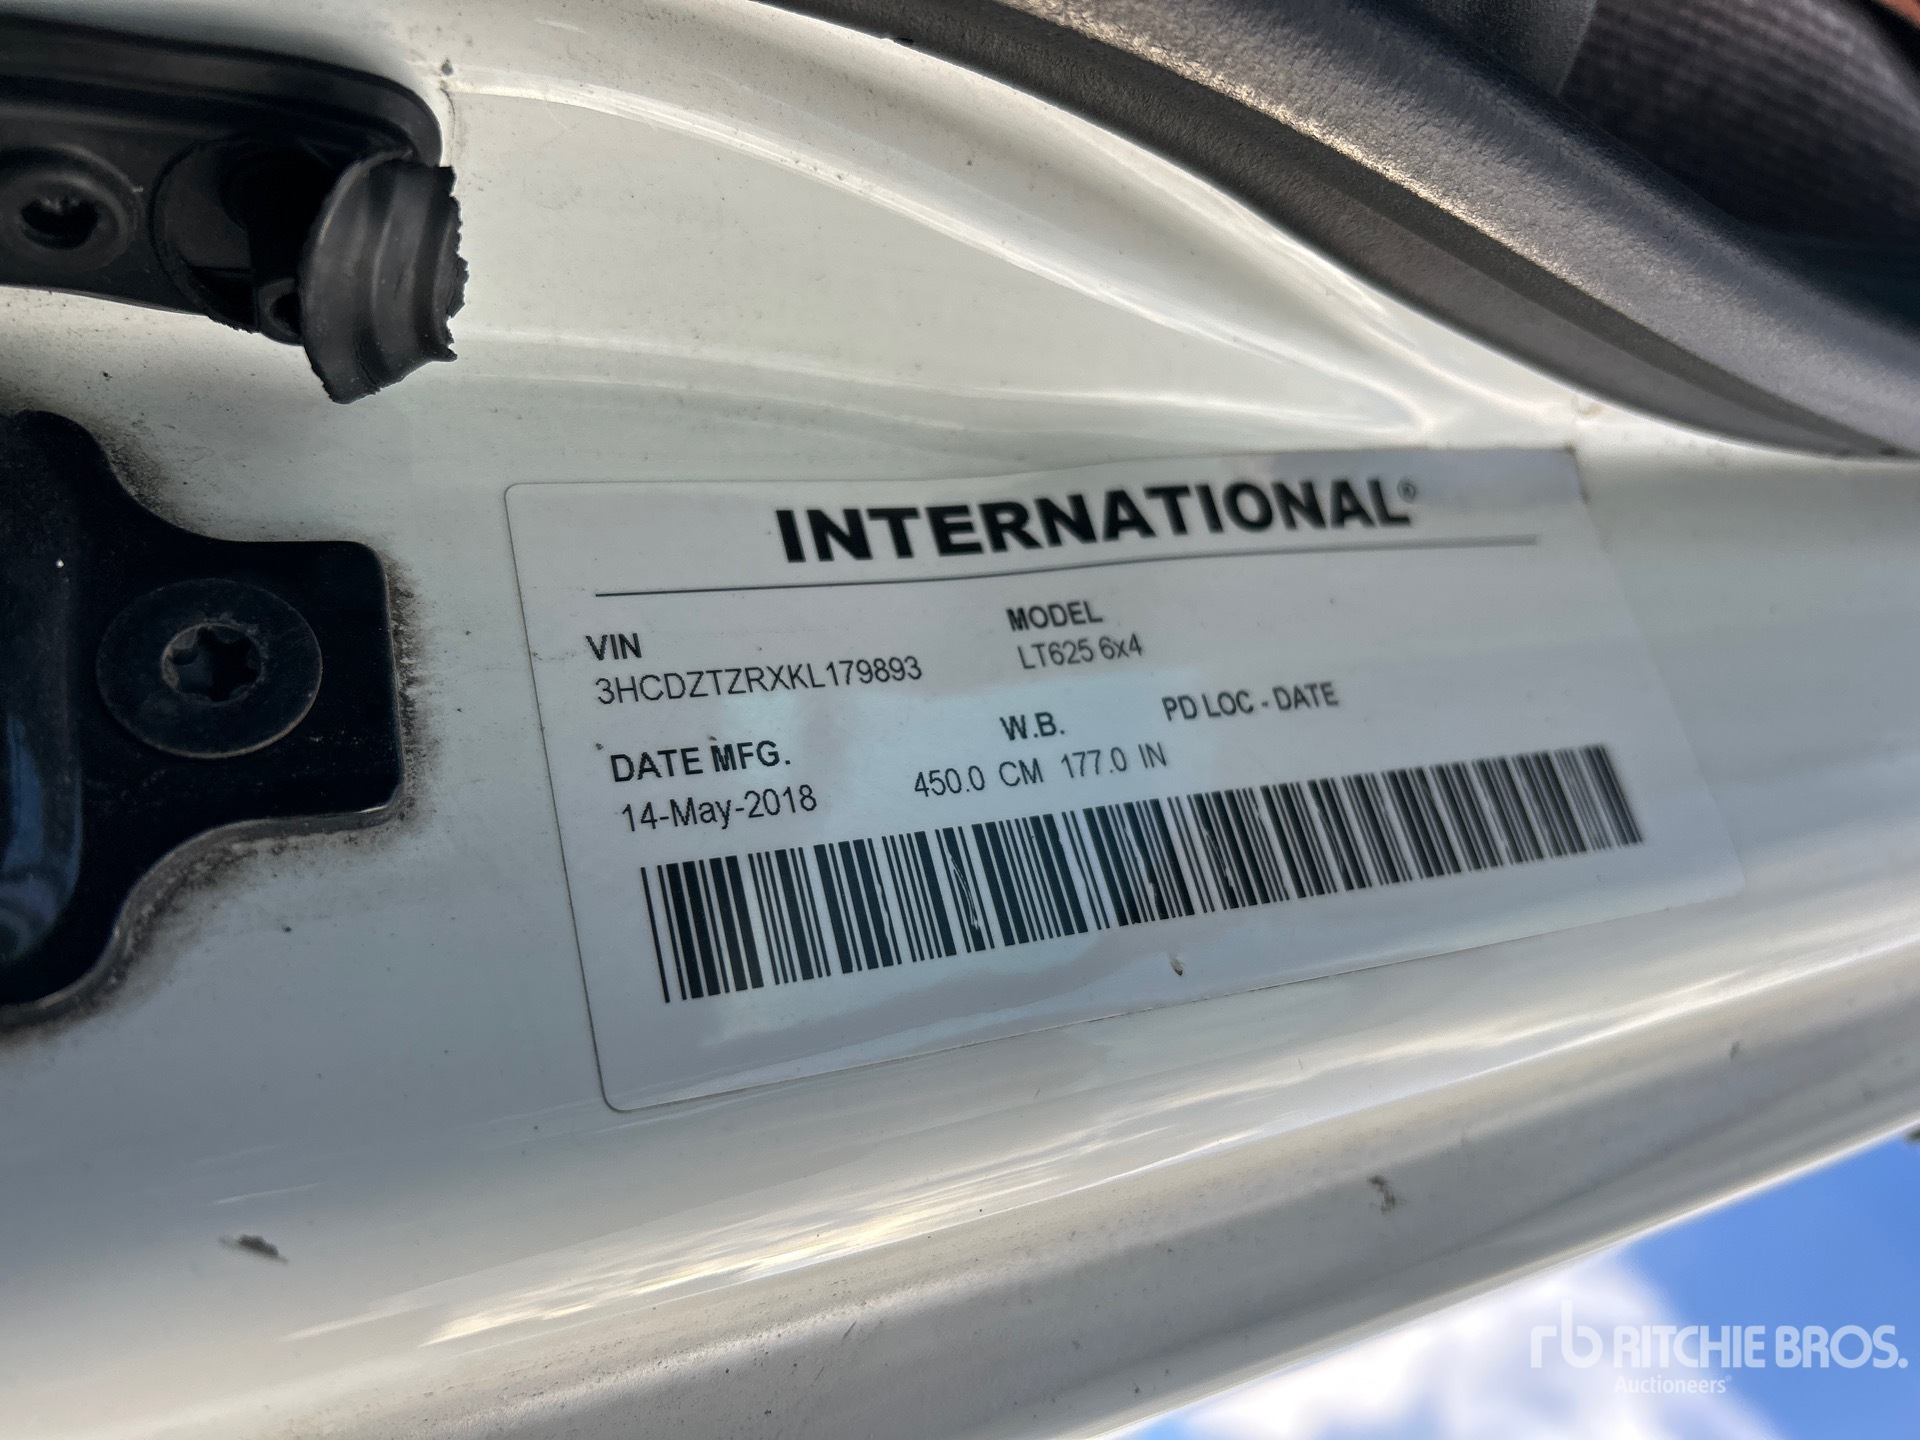 INTERNATIONAL®
VIN
3HCDZTZRXKL179893
MODEL
LT625 6x4
DATE MFG.
14-May-2018
W.B.
450.0 CM 177.0 IN
PD LOC - DATE
rb RITCHIE BROS.
Auctioneers